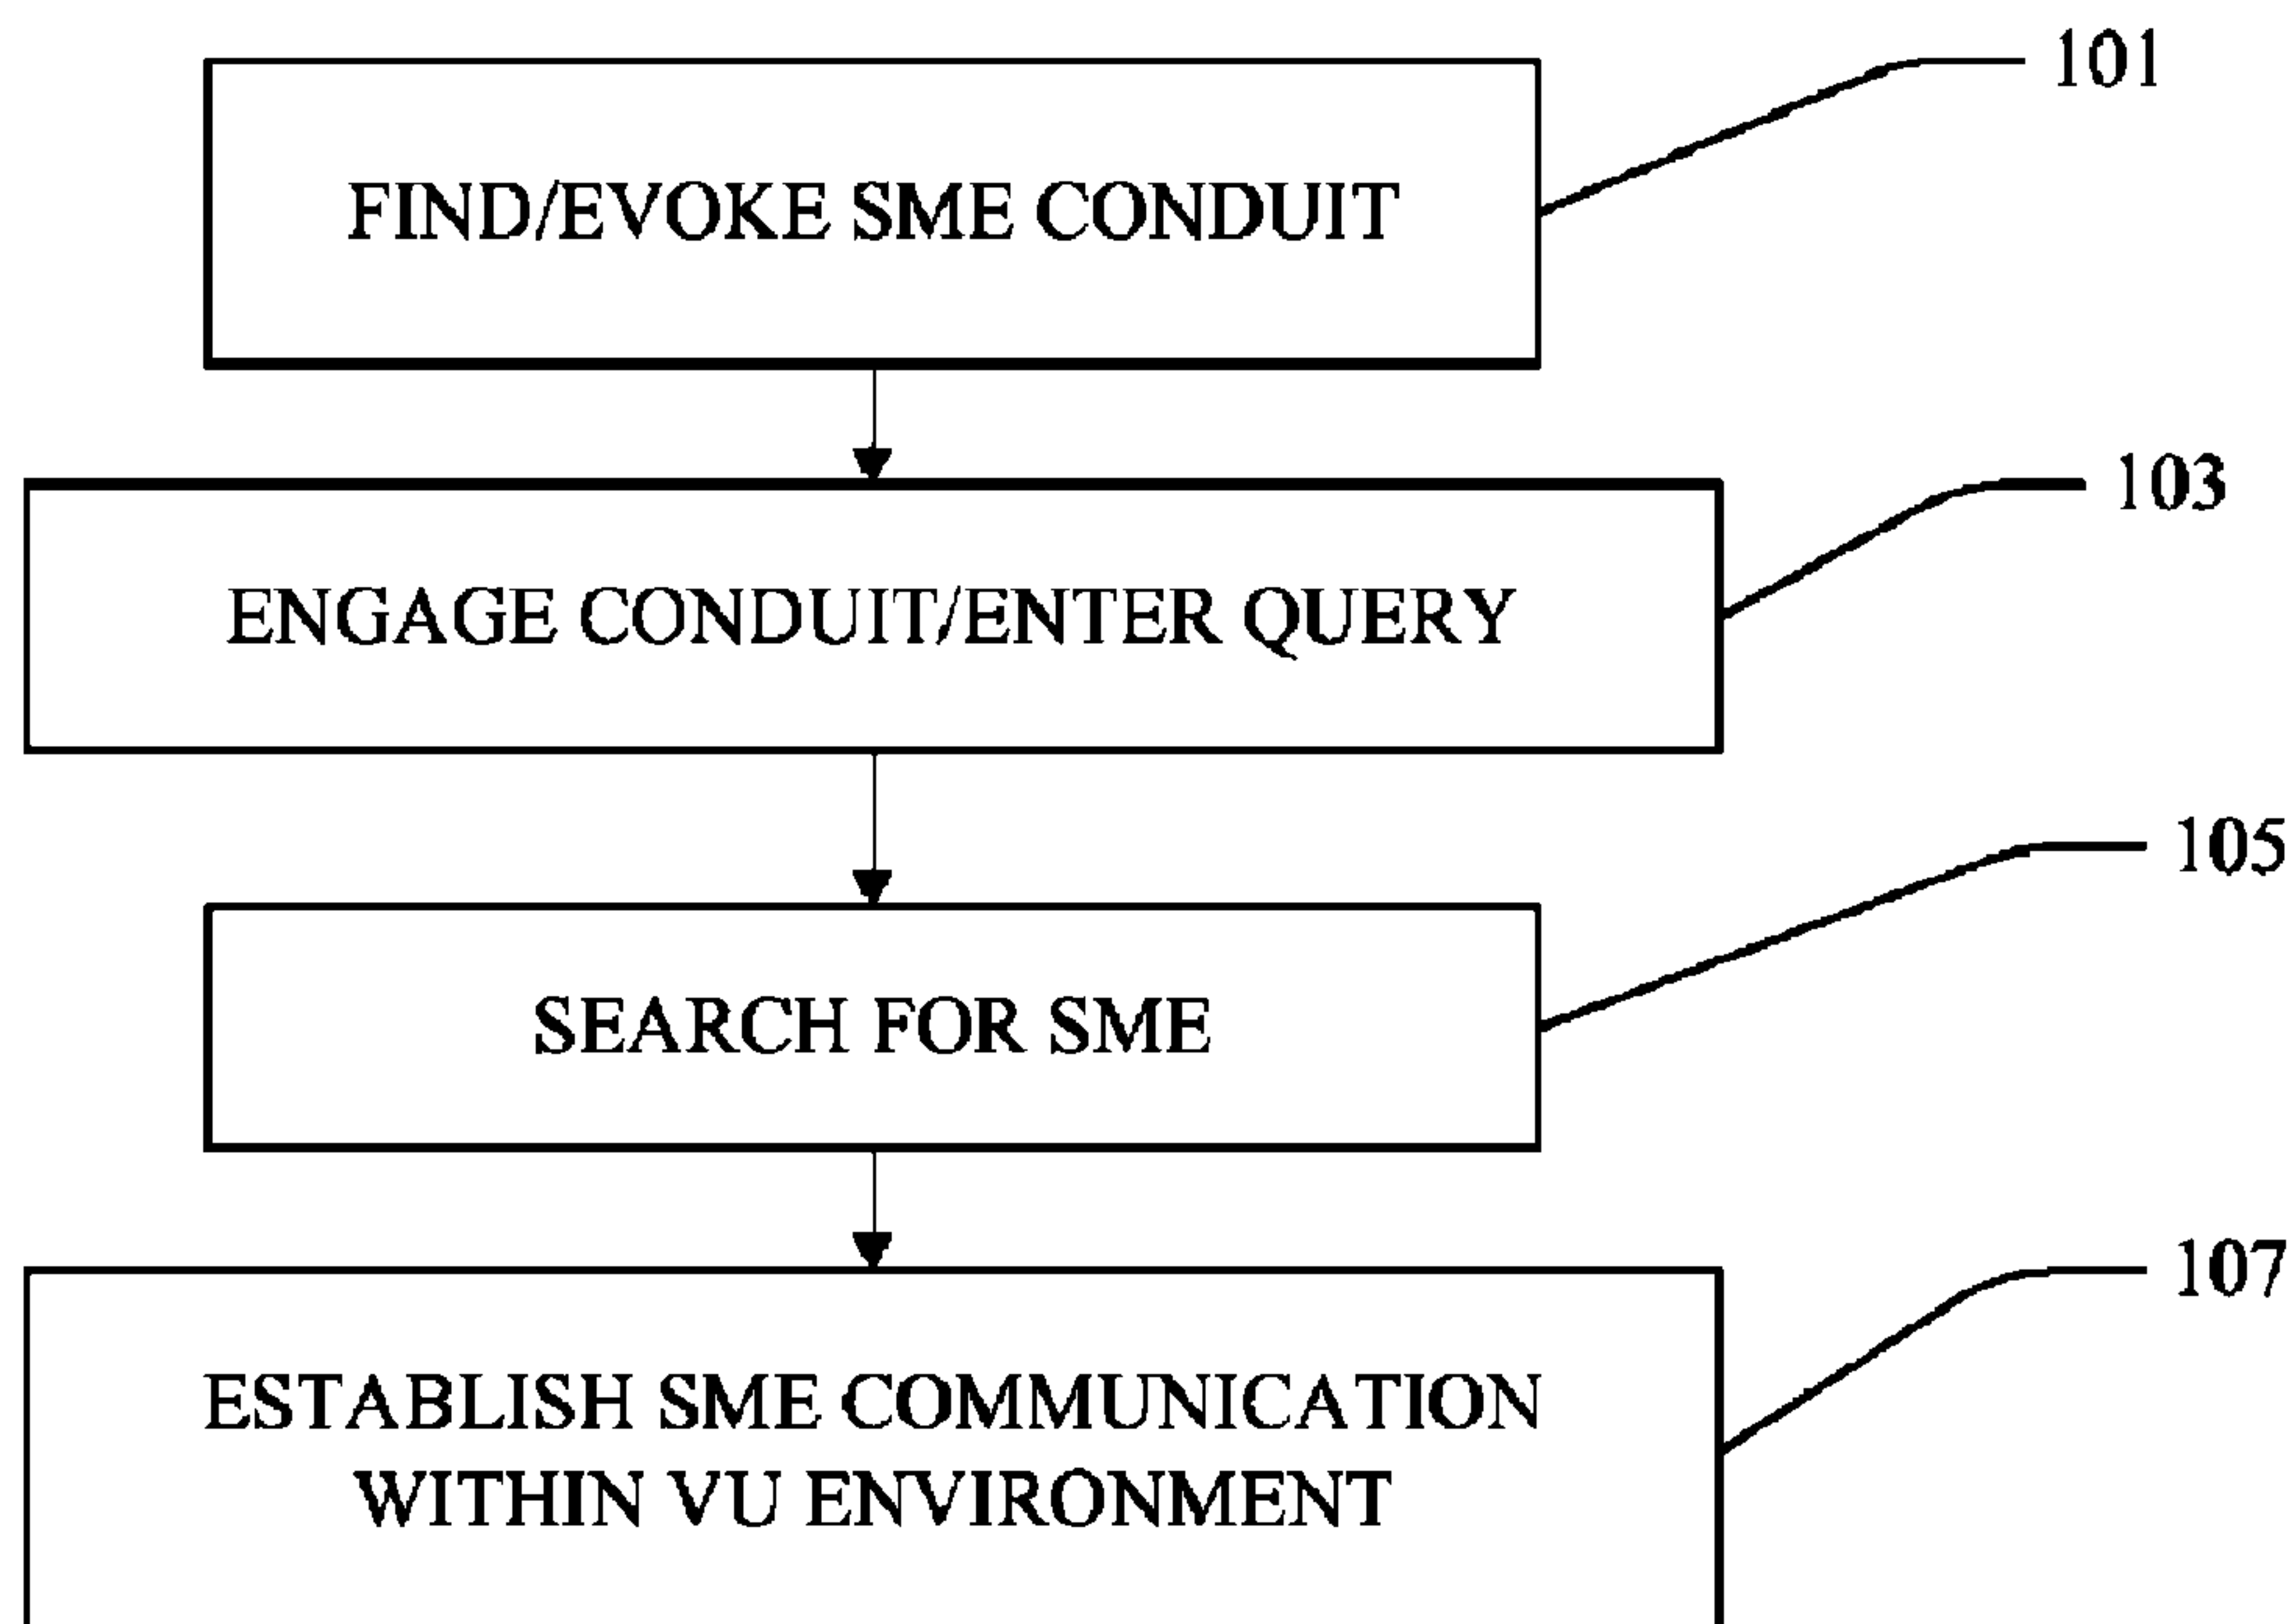 101
FIND/EVOKE SME CONDUIT
103
ENGAGE CONDUIT/ENTER QUERY
105
SEARCH FOR SME
107
ESTABLISH SME COMMUNICATION
WITHIN VU ENVIRONMENT